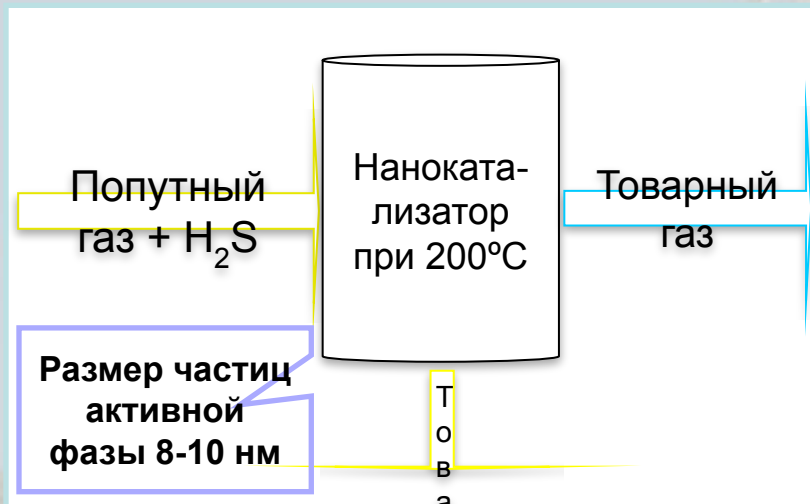 Попутный
газ + H₂S
Наноката-
лизатор
при 200ºC
Товарный
газ
Размер частиц
активной
фазы 8-10 нм
Т
о
в
а